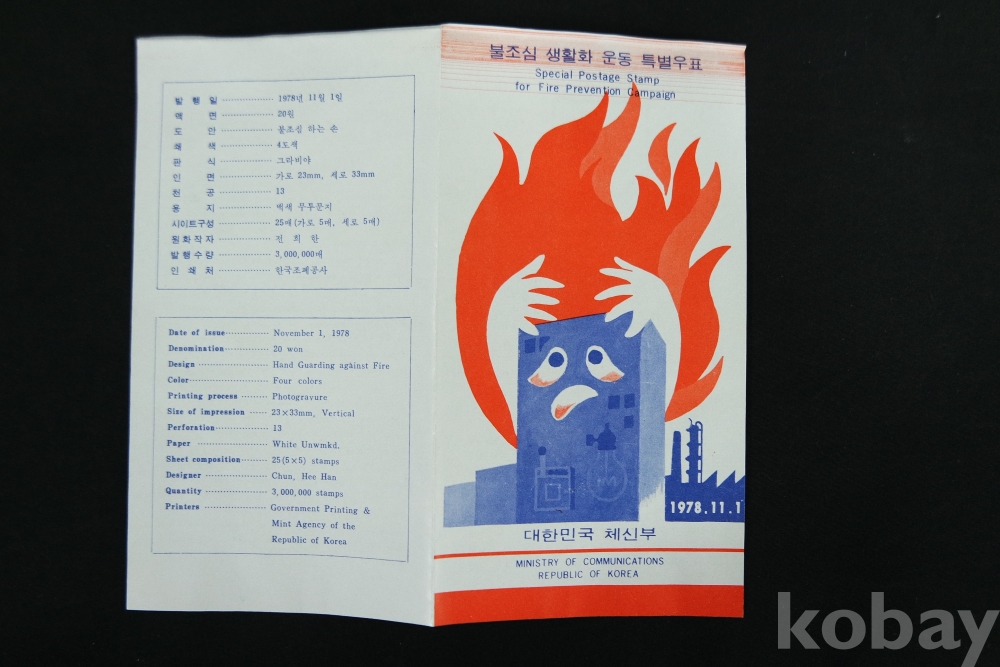 발 행 일 ················ 1978년 11월 1일
액 면 ················ 20원
도 안 ················ 불조심 하는 손
쇄 색 ················ 4도색
판 식 ················ 그라비아
인 면 ················ 가로 23mm, 세로 33mm
천 공 ················ 13
용 지 ················ 백색 무투문지
시이트구성 ················ 25매(가로 5매, 세로 5매)
원화작자 ················ 전 희 한
발행수량 ················ 3,000,000매
인 쇄 처 ················ 한국조폐공사
Date of issue ················ November 1, 1978
Denomination ················ 20 won
Design ················ Hand Guarding against Fire
Color ················ Four colors
Printing process ········ Photogravure
Size of impression ······ 23×33mm, Vertical
Perforation ················ 13
Paper ················ White Unwmkd.
Sheet composition ········ 25(5×5) stamps
Designer ················ Chun, Hee Han
Quantity ················ 3,000,000 stamps
Printers ················ Government Printing &
Mint Agency of the
Republic of Korea
불조심 생활화 운동 특별우표
Special Postage Stamp
for Fire Prevention Campaign
1978.11.1
대한민국 체신부
MINISTRY OF COMMUNICATIONS
REPUBLIC OF KOREA
kobay